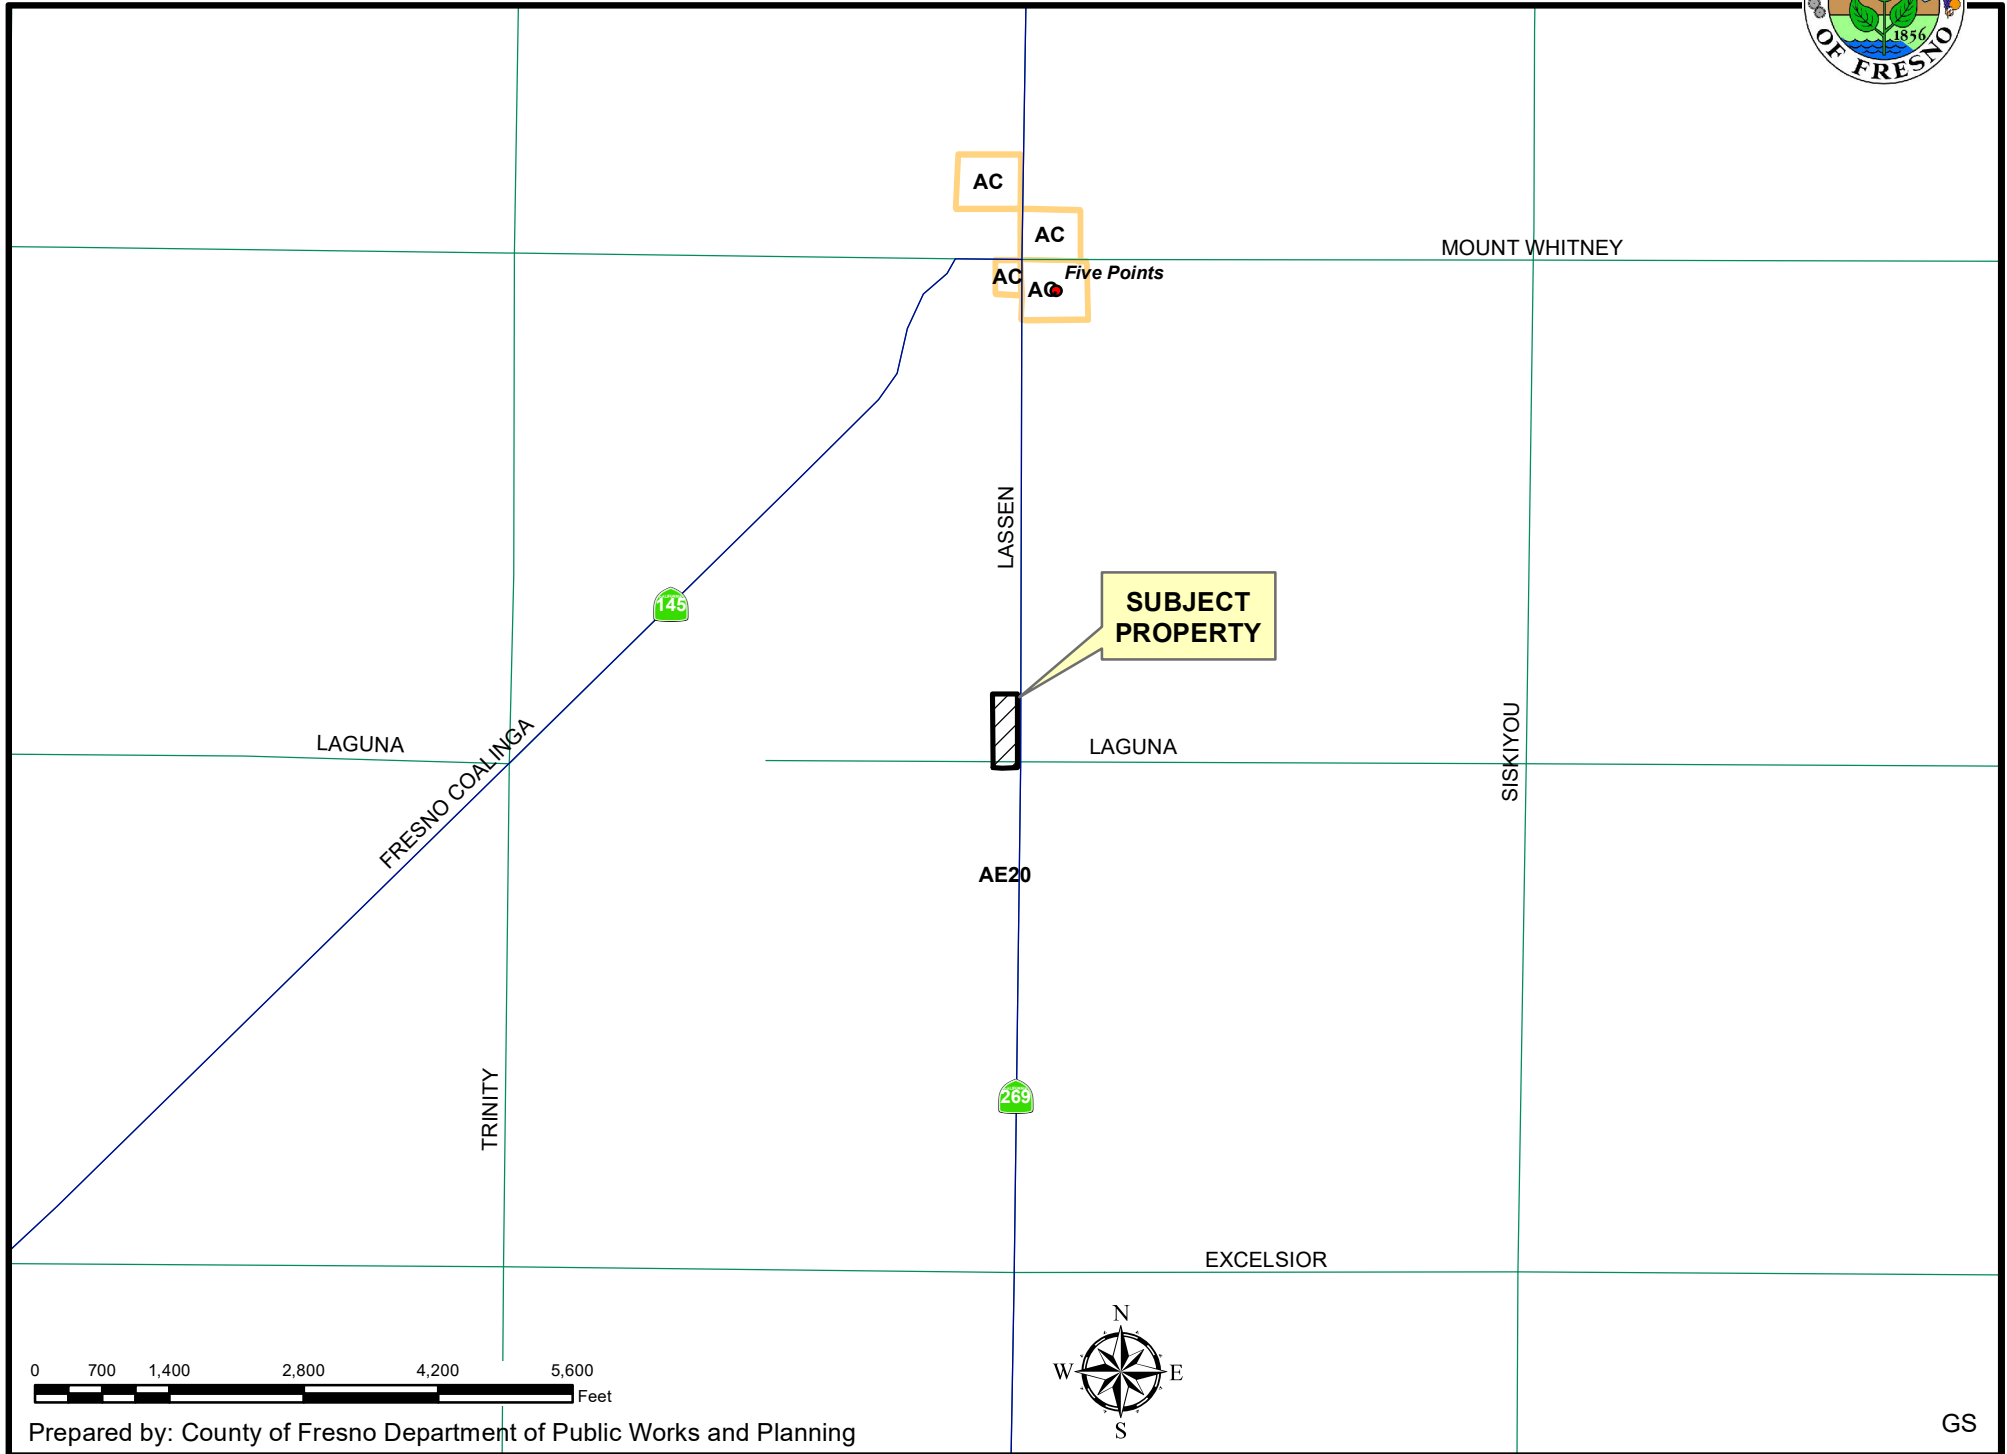 1856
OF FRESNO
AC
AC
MOUNT WHITNEY
AC
Five Points
AC
LASSEN
145
SUBJECT
PROPERTY
LAGUNA
FRESNO COALINGA
LAGUNA
SISKIYOU
AE20
TRINITY
269
EXCELSIOR
N
W
E
S
0 700 1,400 2,800 4,200 5,600
Feet
Prepared by: County of Fresno Department of Public Works and Planning
GS